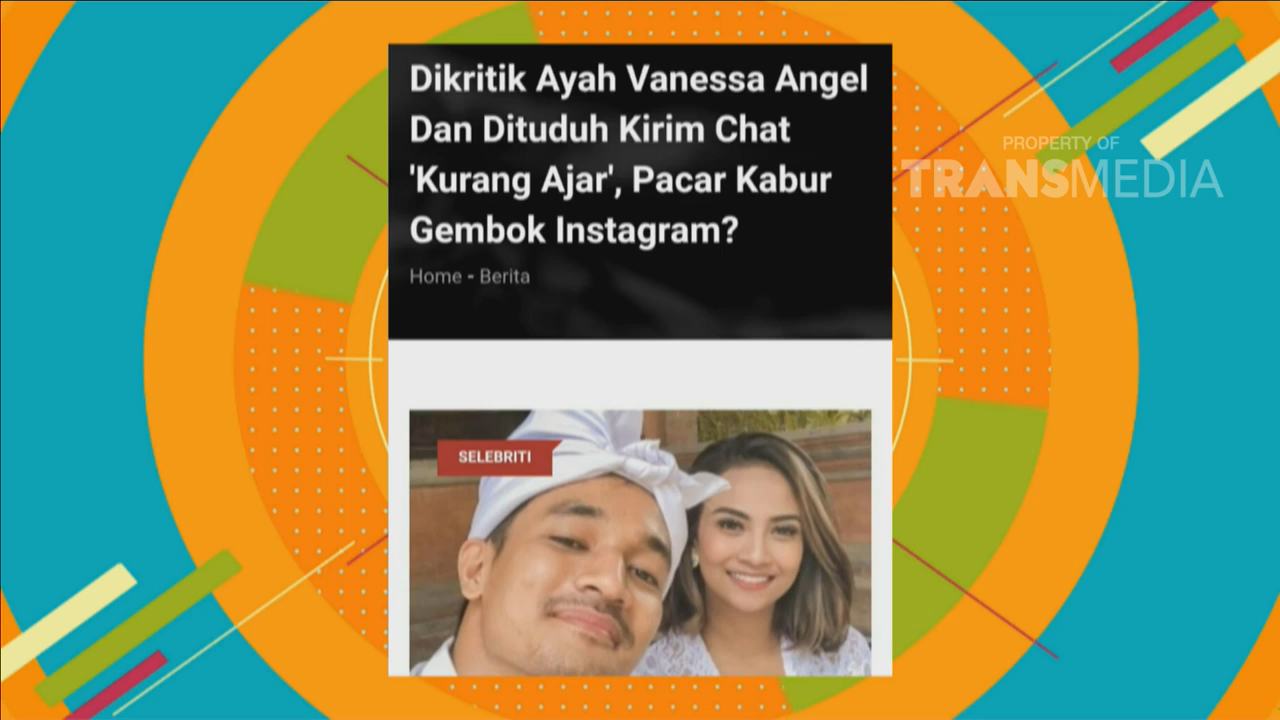 Dikritik Ayah Vanessa Angel
Dan Dituduh Kirim Chat
'Kurang Ajar', Pacar Kabur
Gembok Instagram?
Home - Berita
PROPERTY OF
TRANSMEDIA
SELEBRITI